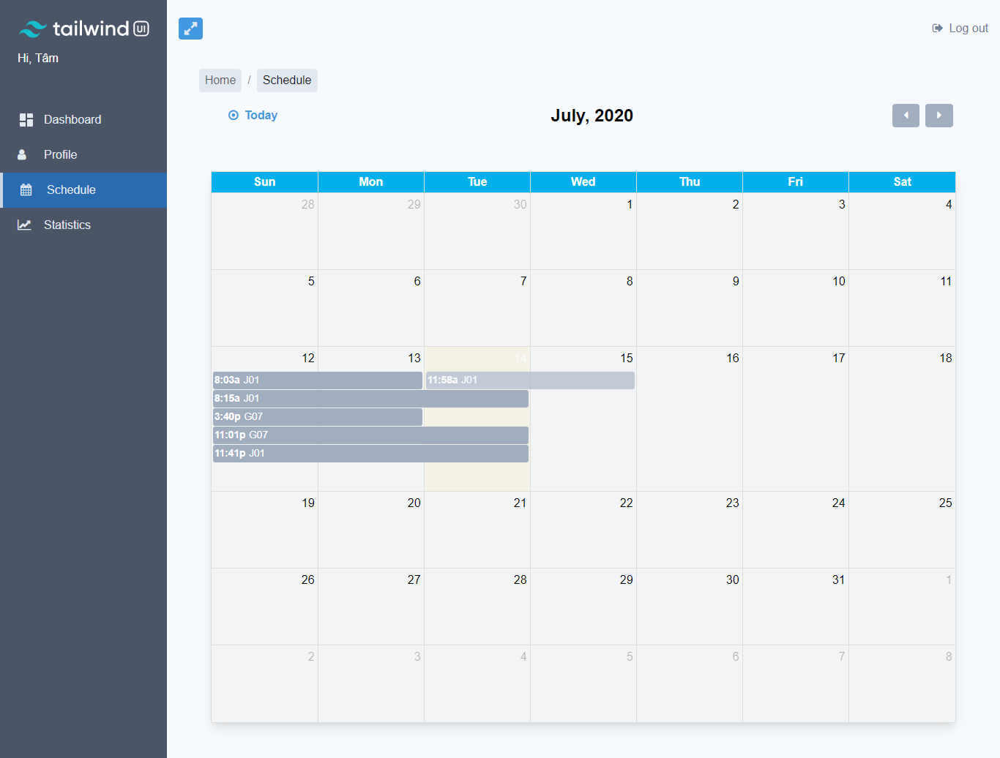 tailwind UI
Hi, Tâm
Dashboard
Profile
Schedule
Statistics
Log out
Home / Schedule
Today
July, 2020
Sun Mon Tue Wed Thu Fri Sat
28 29 30 1 2 3 4
5 6 7 8 9 10 11
12 13 14 15 16 17 18
8:03a J01 11:58a J01
8:15a J01
3:40p G07
11:01p G07
11:41p J01
19 20 21 22 23 24 25
26 27 28 29 30 31 1
2 3 4 5 6 7 8